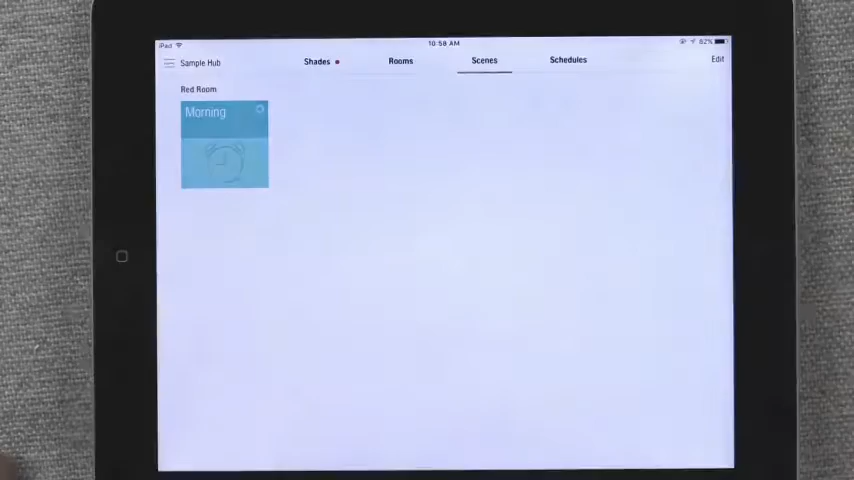 iPad
10:58 AM
82%
Sample Hub
Shades
Rooms
Scenes
Schedules
Edit
Red Room
Morning